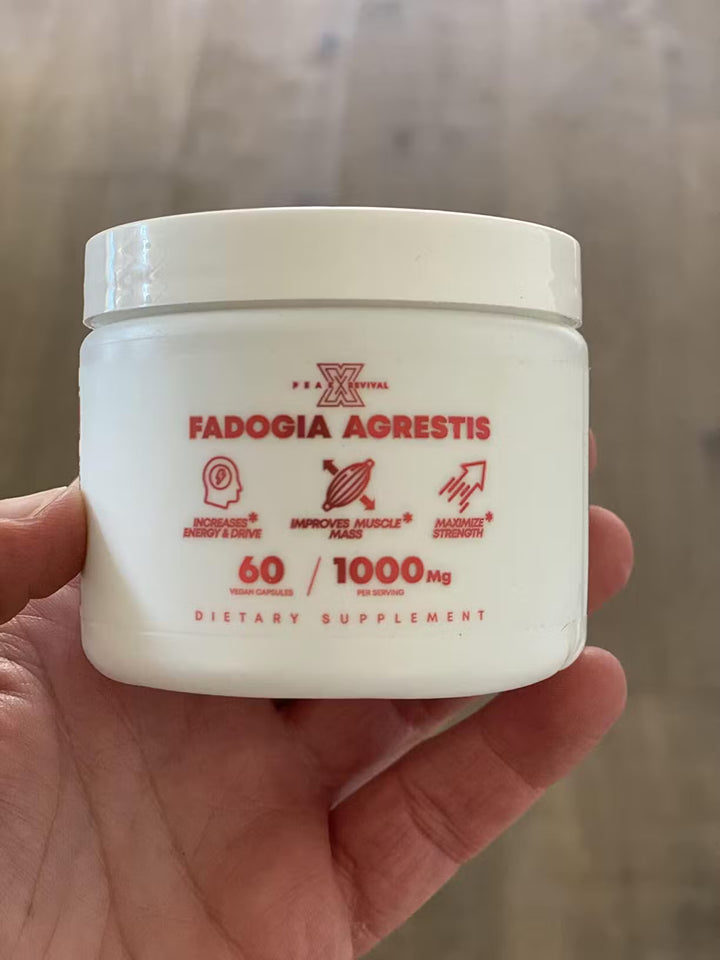 PEAK REVIVAL
FADOGIA AGRESTIS
INCREASES*
ENERGY & DRIVE
IMPROVES MUSCLE*
MASS
MAXIMIZE*
STRENGTH
60 / 1000Mg
VEGAN CAPSULES
PER SERVING
DIETARY SUPPLEMENT